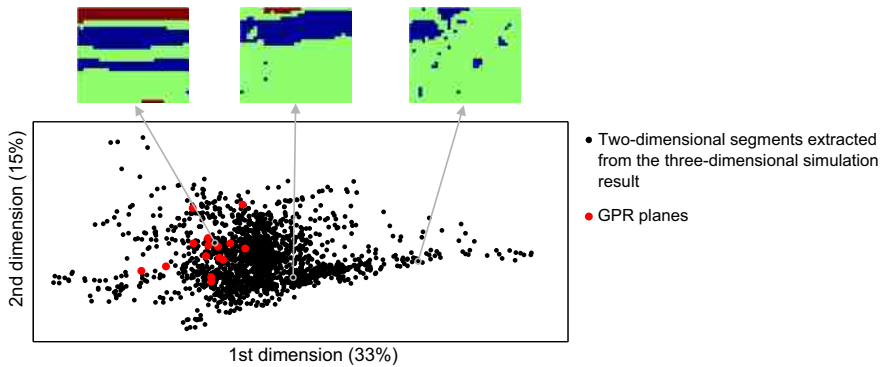 2nd dimension (15%)
1st dimension (33%)
Two-dimensional segments extracted
from the three-dimensional simulation
result
GPR planes